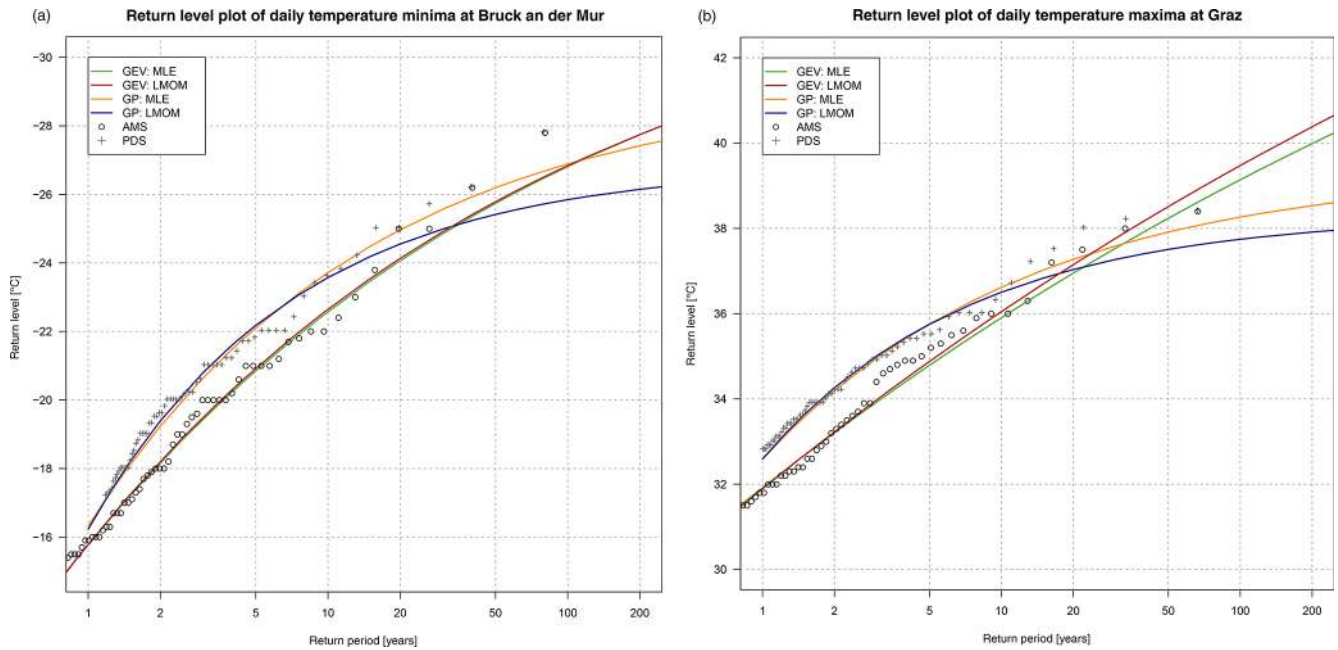 (a)
Return level plot of daily temperature minima at Bruck an der Mur
Return level [°C]
−30
−28
−26
−24
−22
−20
−18
−16
GEV: MLE
GEV: LMOM
GP: MLE
GP: LMOM
AMS
PDS
1 2 5 10 20 50 100 200
Return period [years]
(b)
Return level plot of daily temperature maxima at Graz
Return level [°C]
42
40
38
36
34
32
30
GEV: MLE
GEV: LMOM
GP: MLE
GP: LMOM
AMS
PDS
1 2 5 10 20 50 100 200
Return period [years]